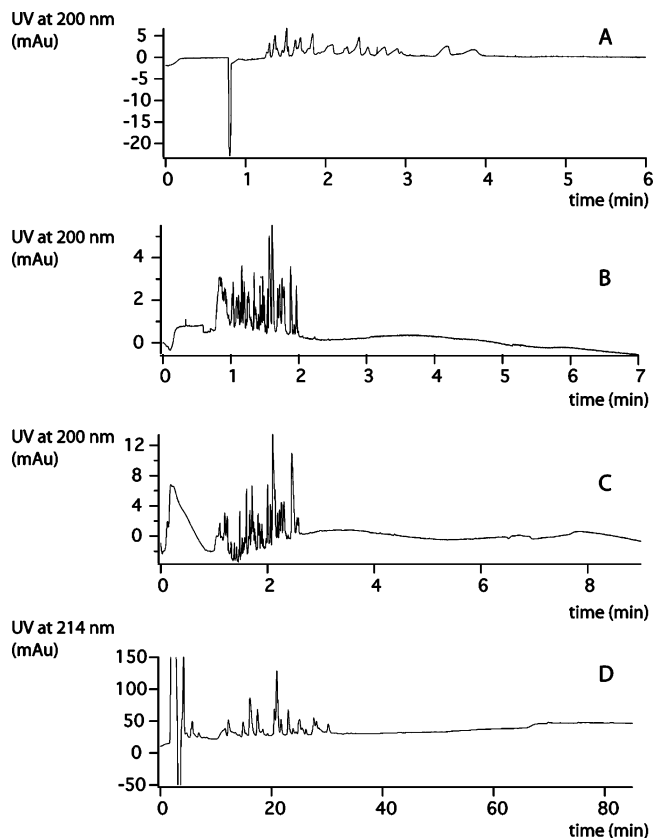 UV at 200 nm
(mAu)
A
5
0
-5
-10
-15
-20
0 1 2 3 4 5 6
time (min)
UV at 200 nm
(mAu)
B
4
2
0
0 1 2 3 4 5 6 7
time (min)
UV at 200 nm
(mAu)
C
12
8
4
0
0 2 4 6 8
time (min)
UV at 214 nm
(mAu)
D
150
100
50
0
-50
0 20 40 60 80
time (min)